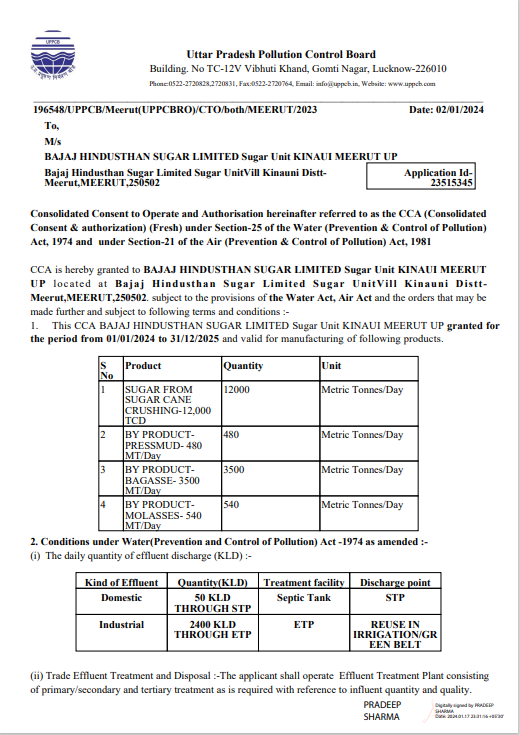 UPPCB
Uttar Pradesh Pollution Control Board
Building. No TC-12V Vibhuti Khand, Gomti Nagar, Lucknow-226010
Phone:0522-2720828,2720831, Fax:0522-2720764, Email: info@uppcb.in, Website: www.uppcb.com
196548/UPPCB/Meerut(UPPCBRO)/CTO/both/MEERUT/2023 Date: 02/01/2024
To,
M/s
BAJAJ HINDUSTHAN SUGAR LIMITED Sugar Unit KINAUI MEERUT UP
Bajaj Hindusthan Sugar Limited Sugar UnitVill Kinauni Distt-
Meerut,MEERUT,250502
Application Id-
23515345
Consolidated Consent to Operate and Authorisation hereinafter referred to as the CCA (Consolidated
Consent & authorization) (Fresh) under Section-25 of the Water (Prevention & Control of Pollution)
Act, 1974 and under Section-21 of the Air (Prevention & Control of Pollution) Act, 1981
CCA is hereby granted to BAJAJ HINDUSTHAN SUGAR LIMITED Sugar Unit KINAUI MEERUT
UP located at Bajaj Hindusthan Sugar Limited Sugar UnitVill Kinauni Distt-
Meerut,MEERUT,250502. subject to the provisions of the Water Act, Air Act and the orders that may be
made further and subject to following terms and conditions :-
1. This CCA BAJAJ HINDUSTHAN SUGAR LIMITED Sugar Unit KINAUI MEERUT UP granted for
the period from 01/01/2024 to 31/12/2025 and valid for manufacturing of following products.
S
No
Product
Quantity
Unit
1
SUGAR FROM
SUGAR CANE
CRUSHING-12,000
TCD
12000
Metric Tonnes/Day
2
BY PRODUCT-
PRESSMUD- 480
MT/Day
480
Metric Tonnes/Day
3
BY PRODUCT-
BAGASSE- 3500
MT/Day
3500
Metric Tonnes/Day
4
BY PRODUCT-
MOLASSES- 540
MT/Day
540
Metric Tonnes/Day
2. Conditions under Water(Prevention and Control of Pollution) Act -1974 as amended :-
(i) The daily quantity of effluent discharge (KLD) :-
Kind of Effluent
Quantity(KLD)
Treatment facility
Discharge point
Domestic
50 KLD
THROUGH STP
Septic Tank
STP
Industrial
2400 KLD
THROUGH ETP
ETP
REUSE IN
IRRIGATION/GR
EEN BELT
(ii) Trade Effluent Treatment and Disposal :-The applicant shall operate Effluent Treatment Plant consisting
of primary/secondary and tertiary treatment as is required with reference to influent quantity and quality.
PRADEEP
SHARMA
Digitally signed by PRADEEP
SHARMA
Date: 2024.01.17 23:01:16 +05'30'